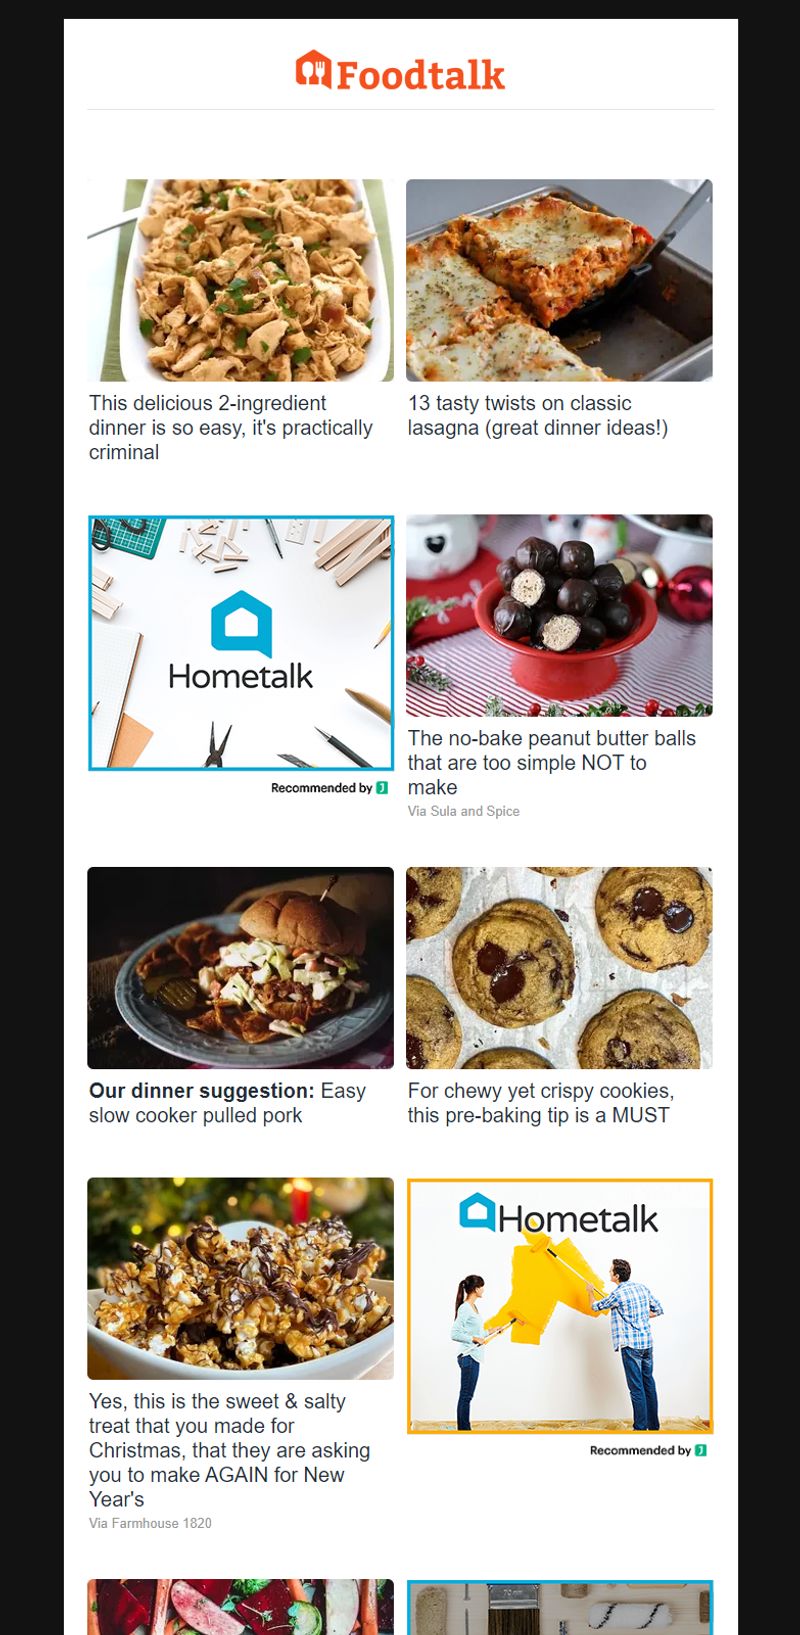 Foodtalk
This delicious 2-ingredient
dinner is so easy, it's practically
criminal
13 tasty twists on classic
lasagna (great dinner ideas!)
Hometalk
Recommended by
The no-bake peanut butter balls
that are too simple NOT to
make
Via Sula and Spice
Our dinner suggestion: Easy
slow cooker pulled pork
For chewy yet crispy cookies,
this pre-baking tip is a MUST
Yes, this is the sweet & salty
treat that you made for
Christmas, that they are asking
you to make AGAIN for New
Year's
Via Farmhouse 1820
Hometalk
Recommended by